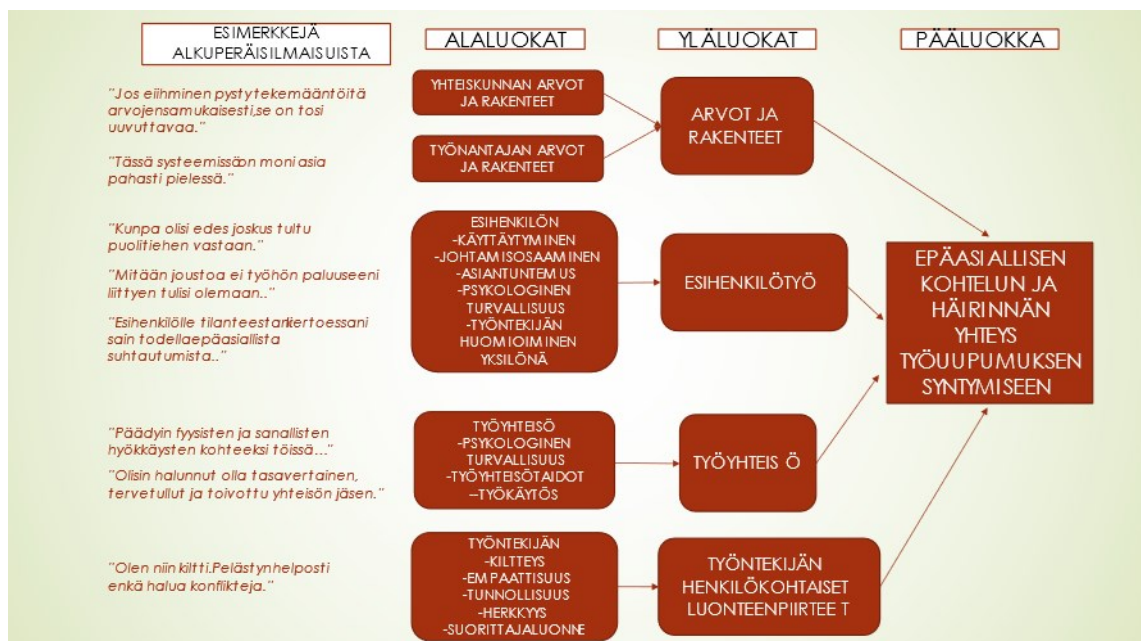 ESIMERKKEJÄ
ALKUPERÄISILMAISUISTA
ALALUOKAT
YLÄLUOKAT
PÄÄLUOKKA
"Jos eiihminen pystytekemääntöitä
arvojensamukaisesti,se on tosi
uuvuttavaa."
"Tässä systeemissäon moni asia
pahasti pielessä."
YHTEISKUNNAN ARVOT
JA RAKENTEET
TYÖNANTAJAN ARVOT
JA RAKENTEET
ARVOT JA
RAKENTEET
"Kunpa olisi edes joskus tultu
puolitiehen vastaan."
"Mitään joustoa ei työhön paluuseeni
liittyen tulisi olemaan.."
"Esihenkilölle tilanteestankertoessani
sain todellaepäasiallista
suhtautumista.."
ESIHENKILÖN
-KÄYTTÄYTYMINEN
-JOHTAMISOSAAMINEN
-ASIANTUNTEMUS
-PSYKOLOGINEN
TURVALLISUUS
-TYÖNTEKIJÄN
HUOMIOIMINEN
YKSILÖNÄ
ESIHENKILÖTYÖ
EPÄASIALLISEN
KOHTELUN JA
HÄIRINNÄN
YHTEYS
TYÖUUPUMUKSEN
SYNTYMISEEN
"Päädyin fyysisten ja sanallisten
hyökkäysten kohteeksi töissä..."
"Olisin halunnut olla tasavertainen,
tervetullut ja toivottu yhteisön jäsen."
TYÖYHTEISÖ
-PSYKOLOGINEN
TURVALLISUUS
-TYÖYHTEISÖTAIDOT
--TYÖKÄYTÖS
TYÖYHTEIS Ö
"Olen niin kiltti.Pelästynhelposti
enkä halua konflikteja."
TYÖNTEKIJÄN
-KILTTEYS
-EMPAATTISUUS
-TUNNOLLISUUS
-HERKKYYS
-SUORITTAJALUONNE
TYÖNTEKIJÄN
HENKILÖKOHTAISET
LUONTEENPIIRTEE T